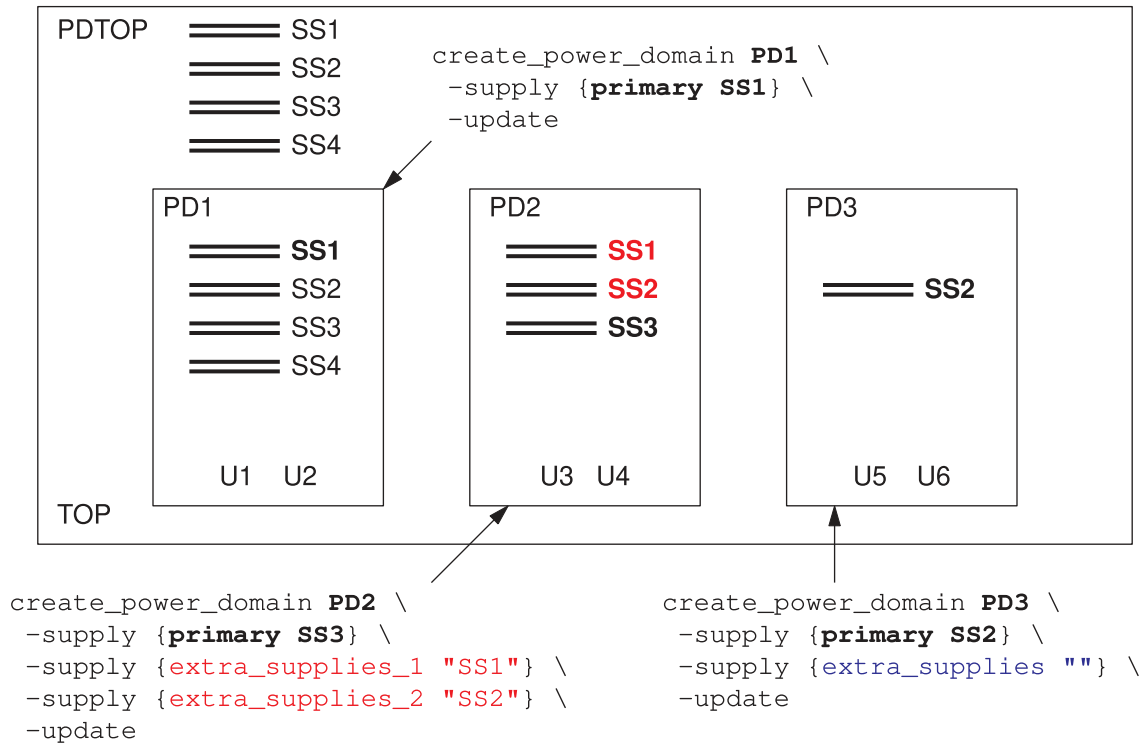 PDTOP
SS1
SS2
SS3
SS4
create_power_domain PD1 \
-supply {primary SS1} \
-update
PD1
SS1
SS2
SS3
SS4
U1 U2
PD2
SS1
SS2
SS3
U3 U4
PD3
SS2
U5 U6
TOP
create_power_domain PD2 \
-supply {primary SS3} \
-supply {extra_supplies_1 "SS1"} \
-supply {extra_supplies_2 "SS2"} \
-update
create_power_domain PD3 \
-supply {primary SS2} \
-supply {extra_supplies ""} \
-update